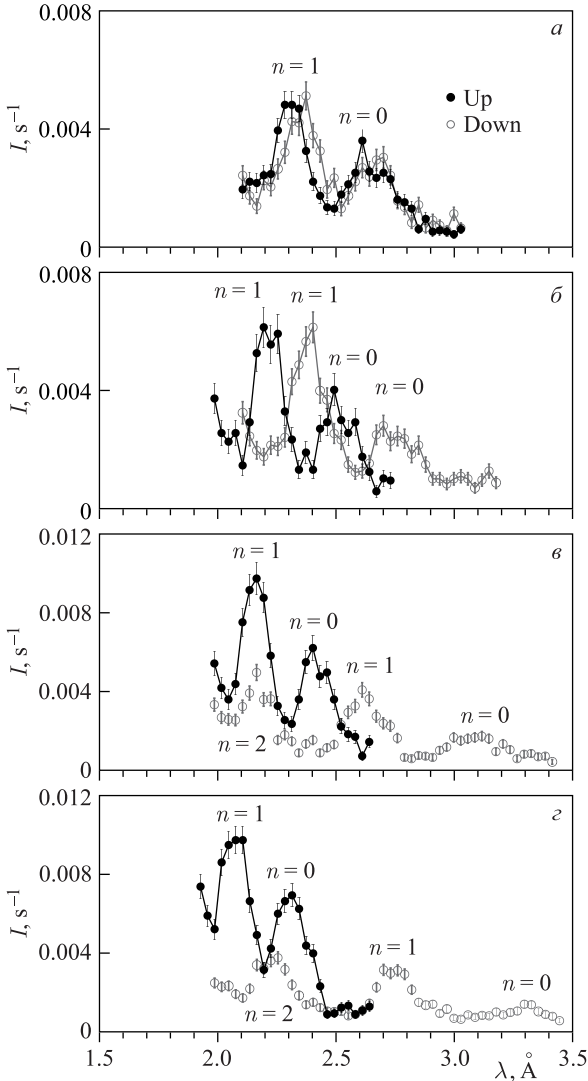 0.008
а
n = 1
n = 0
Up
Down
0.004
I, s⁻¹
0
0.008
n = 1
n = 1
б
n = 0
n = 0
0.004
I, s⁻¹
0
0.012
n = 1
в
0.008
n = 0
n = 1
I, s⁻¹
0.004
n = 0
n = 2
0
0.012
n = 1
г
0.008
n = 0
I, s⁻¹
0.004
n = 1
n = 0
n = 2
0
1.5 2.0 2.5 3.0 3.5
λ, Å